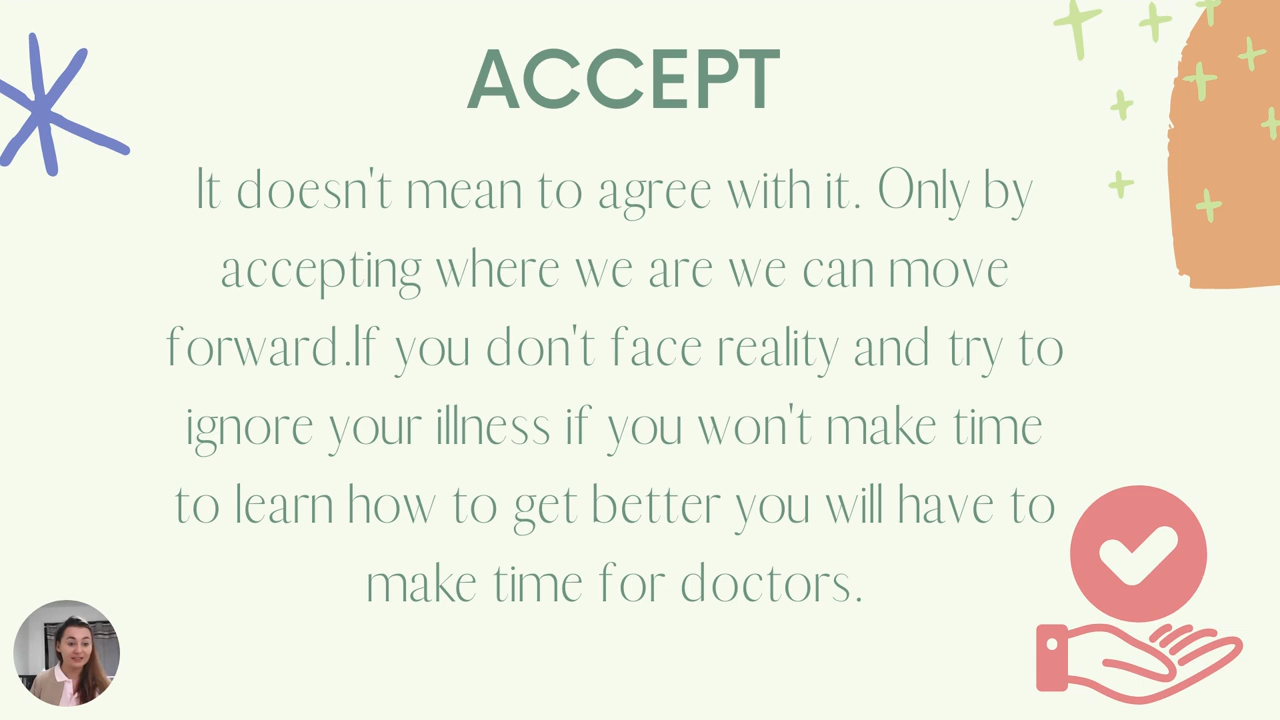 ACCEPT
It doesn't mean to agree with it. Only by
accepting where we are we can move
forward.If you don't face reality and try to
ignore your illness if you won't make time
to learn how to get better you will have to
make time for doctors.